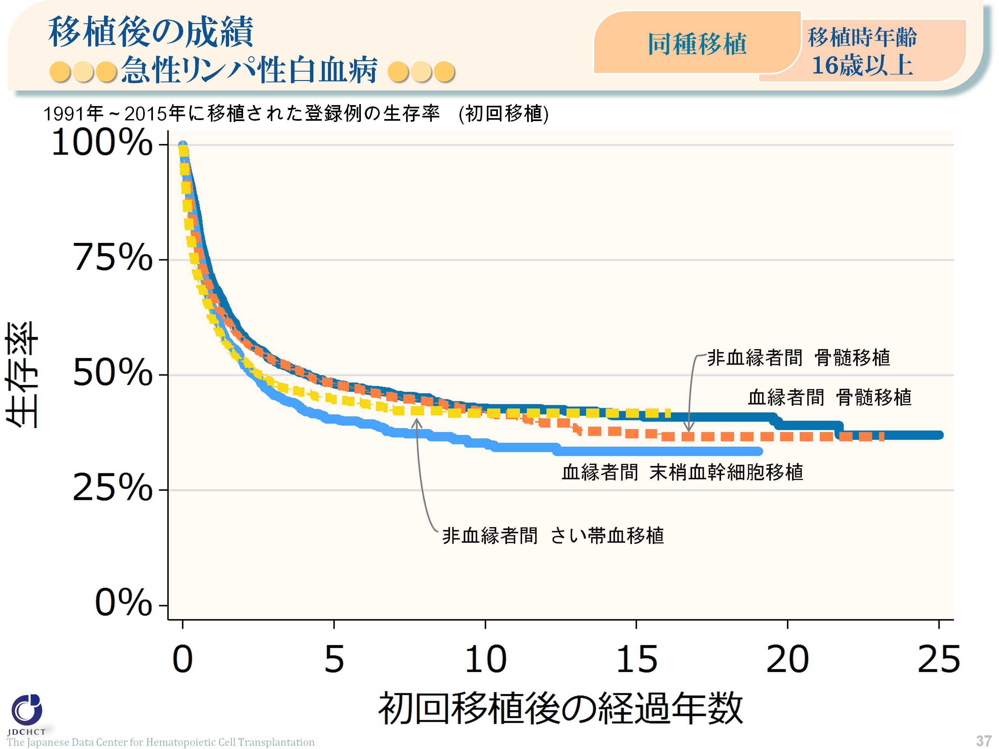 移植後の成績
急性リンパ性白血病
同種移植
移植時年齢
16歳以上
1991年～2015年に移植された登録例の生存率　(初回移植)
100%
75%
50%
25%
0%
生存率
非血縁者間　骨髄移植
血縁者間　骨髄移植
血縁者間　末梢血幹細胞移植
非血縁者間　さい帯血移植
0 5 10 15 20 25
初回移植後の経過年数
JDCHCT
The Japanese Data Center for Hematopoietic Cell Transplantation
37